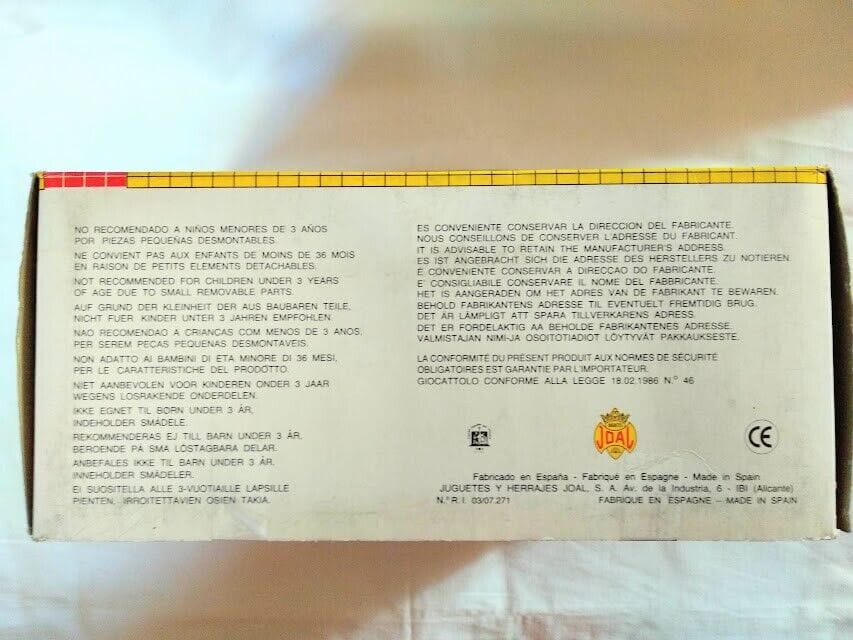 NO RECOMENDADO A NIÑOS MENORES DE 3 AÑOS
POR PIEZAS PEQUEÑAS DESMONTABLES.
NE CONVIENT PAS AUX ENFANTS DE MOINS DE 36 MOIS
EN RAISON DE PETITS ELEMENTS DETACHABLES.
NOT RECOMMENDED FOR CHILDREN UNDER 3 YEARS
OF AGE DUE TO SMALL REMOVABLE PARTS.
AUF GRUND DER KLEINHEIT DER AUS BAUBAREN TEILE,
NICHT FUER KINDER UNTER 3 JAHREN EMPFOHLEN.
NAO RECOMENDAO A CRIANCAS COM MENOS DE 3 ANOS,
PER SEREM PECAS PEQUENAS DESMONTAVEIS.
NON ADATTO AI BAMBINI DI ETA MINORE DI 36 MESI,
PER LE CARATTERISTICHE DEL PRODOTTO.
NIET AANBEVOLEN VOOR KINDEREN ONDER 3 JAAR
WEGENS LOSRAKENDE ONDERDELEN.
IKKE EGNET TIL BØRN UNDER 3 ÅR,
INDEHOLDER SMÅDELE.
REKOMMENDERAS EJ TILL BARN UNDER 3 ÅR,
BEROENDE PA SMA LÖSTAGBARA DELAR.
ANBEFALES IKKE TIL BARN UNDER 3 ÅR.
INNEHOLDER SMÅDELER.
EI SUOSITELLA ALLE 3-VUOTIAILLE LAPSILLE
PIENTEN, IRROITETTAVIEN OSIEN TAKIA.
ES CONVENIENTE CONSERVAR LA DIRECCION DEL FABRICANTE.
NOUS CONSEILLONS DE CONSERVER L'ADRESSE DU FABRICANT.
IT IS ADVISABLE TO RETAIN THE MANUFACTURER'S ADDRESS.
ES IST ANGEBRACHT SICH DIE ADRESSE DES HERSTELLERS ZU NOTIEREN.
É CONVENIENTE CONSERVAR A DIRECCAO DO FABRICANTE.
E' CONSIGLIABILE CONSERVARE IL NOME DEL FABBRICANTE.
HET IS AANGERADEN OM HET ADRES VAN DE FABRIKANT TE BEWAREN.
BEHOLD FABRIKANTENS ADRESSE TIL EVENTUELT FREMTIDIG BRUG.
DET ÄR LÄMPLIGT ATT SPARA TILLVERKARENS ADRESS.
DET ER FORDELAKTIG AA BEHOLDE FABRIKANTENES ADRESSE.
VALMISTAJAN NIMI-JA OSOITOTIEDOT LÖYTYVÄT PAKKAUKSESTE.
LA CONFORMITÉ DU PRÉSENT PRODUIT AUX NORMES DE SÉCURITÉ
OBLIGATOIRES EST GARANTIE PAR L'IMPORTATEUR.
GIOCATTOLO CONFORME ALLA LEGGE 18.02.1986 N.º 46
JOAL
CE
Fabricado en España - Fabriqué en Espagne - Made in Spain
JUGUETES Y HERRAJES JOAL, S. A. Av. de la Industria, 6 - IBI (Alicante)
N.º R. I. 03/07.271 FABRIQUE EN ESPAGNE – MADE IN SPAIN